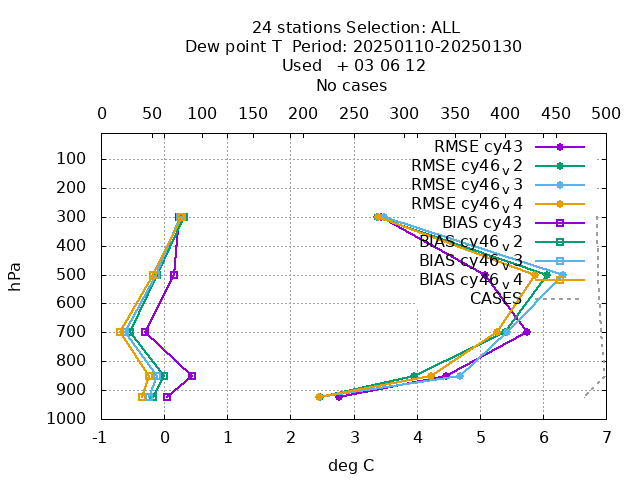 24 stations Selection: ALL
Dew point T  Period: 20250110-20250130
Used   + 03 06 12
No cases
0 50 100 150 200 250 300 350 400 450 500
RMSE cy43
RMSE cy46v2
RMSE cy46v3
RMSE cy46v4
BIAS cy43
BIAS cy46v2
BIAS cy46v3
BIAS cy46v4
CASES
100
200
300
400
500
600
700
800
900
1000
hPa
-1 0 1 2 3 4 5 6 7
deg C